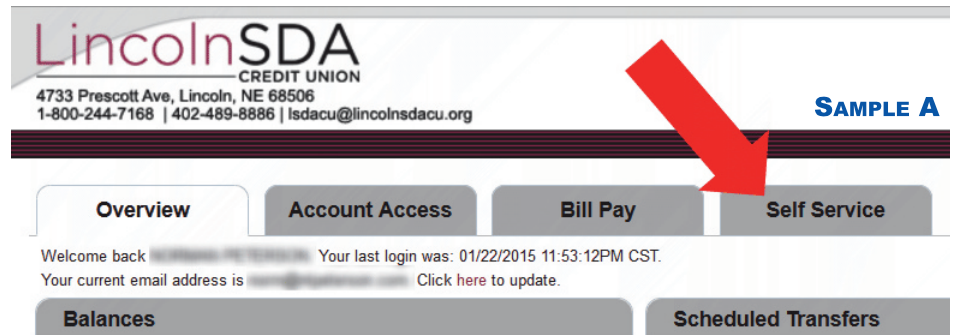 LincolnSDA
CREDIT UNION
4733 Prescott Ave, Lincoln, NE 68506
1-800-244-7168 | 402-489-8886 | lsdacu@lincolnsdacu.org
SAMPLE A
Overview Account Access Bill Pay Self Service
Welcome back Your last login was: 01/22/2015 11:53:12PM CST.
Your current email address is Click here to update.
Balances Scheduled Transfers